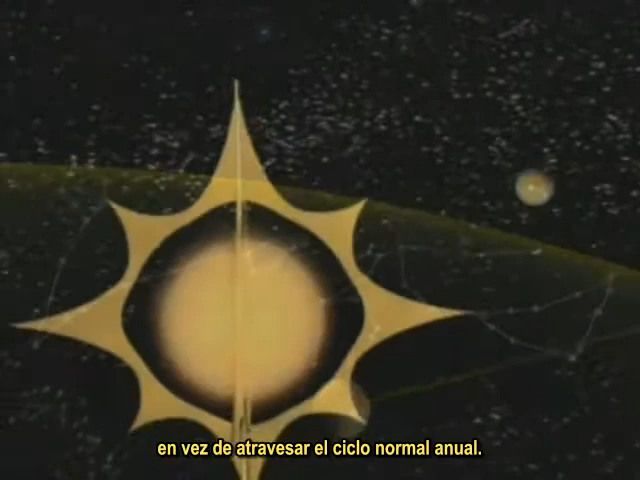 en vez de atravesar el ciclo normal anual.